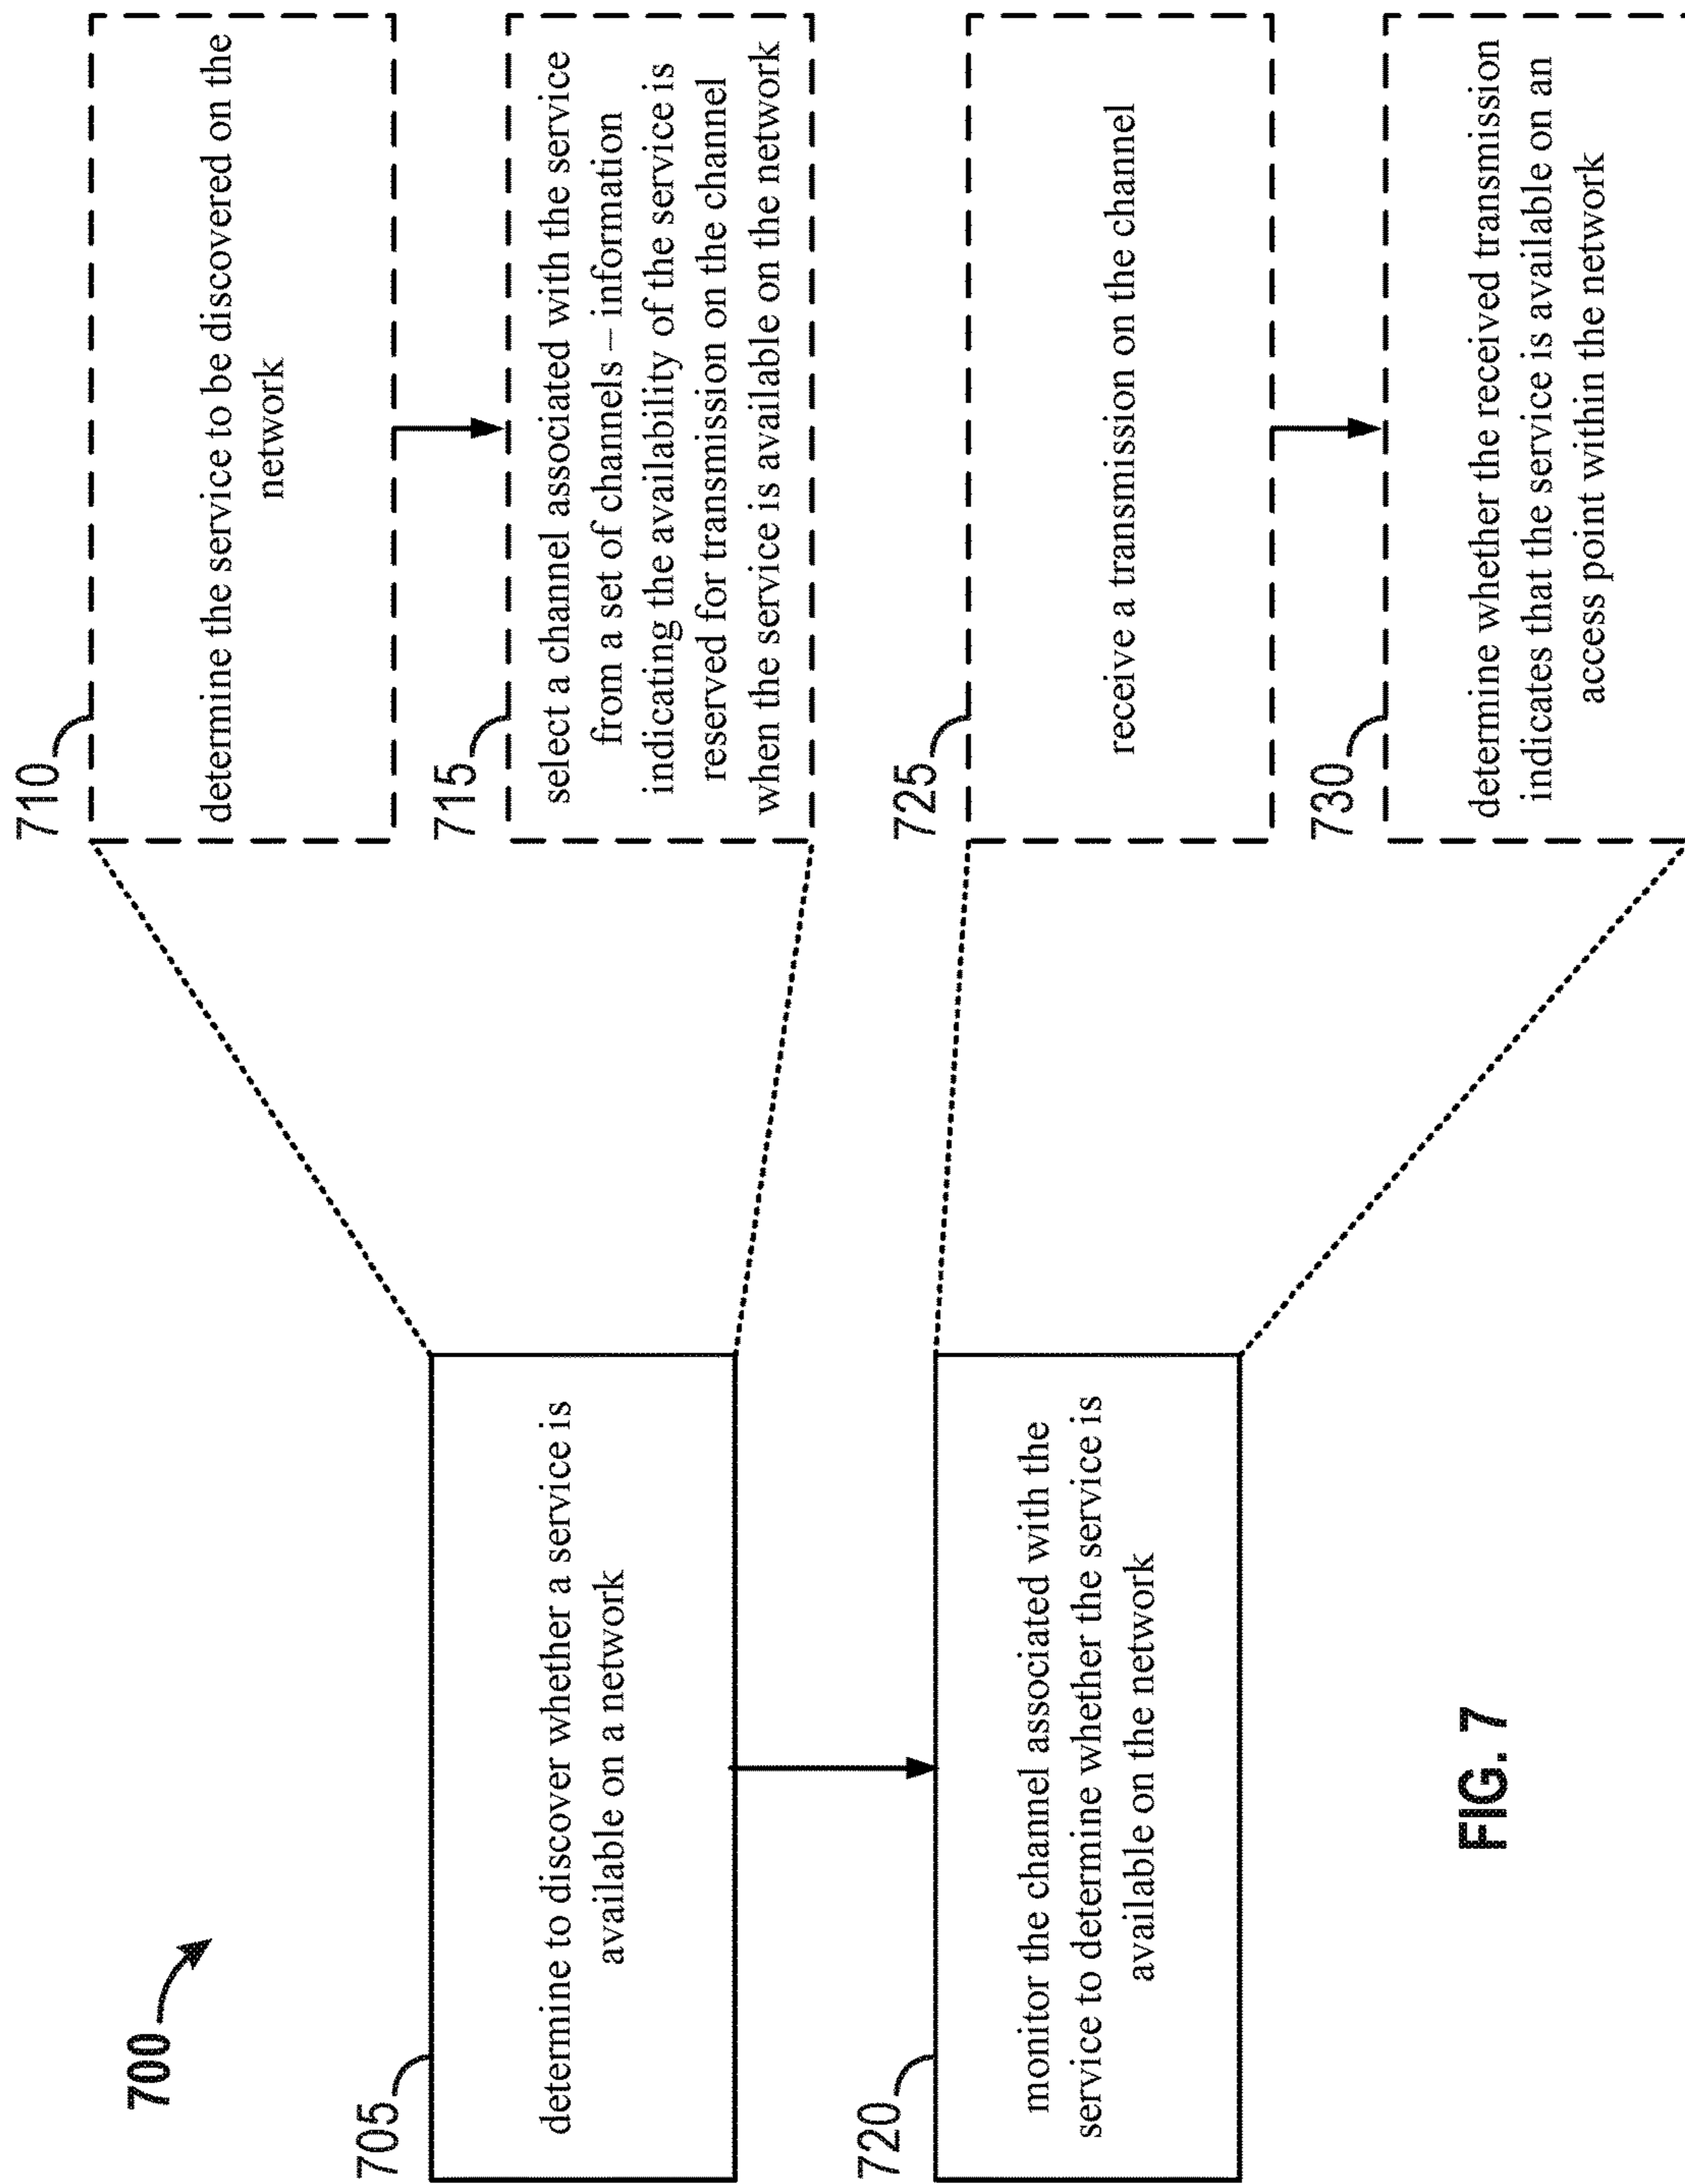 700
705
determine to discover whether a service is
available on a network
710
determine the service to be discovered on the
network
715
select a channel associated with the service
from a set of channels – information
indicating the availability of the service is
reserved for transmission on the channel
when the service is available on the network
720
monitor the channel associated with the
service to determine whether the service is
available on the network
725
receive a transmission on the channel
730
determine whether the received transmission
indicates that the service is available on an
access point within the network
FIG. 7